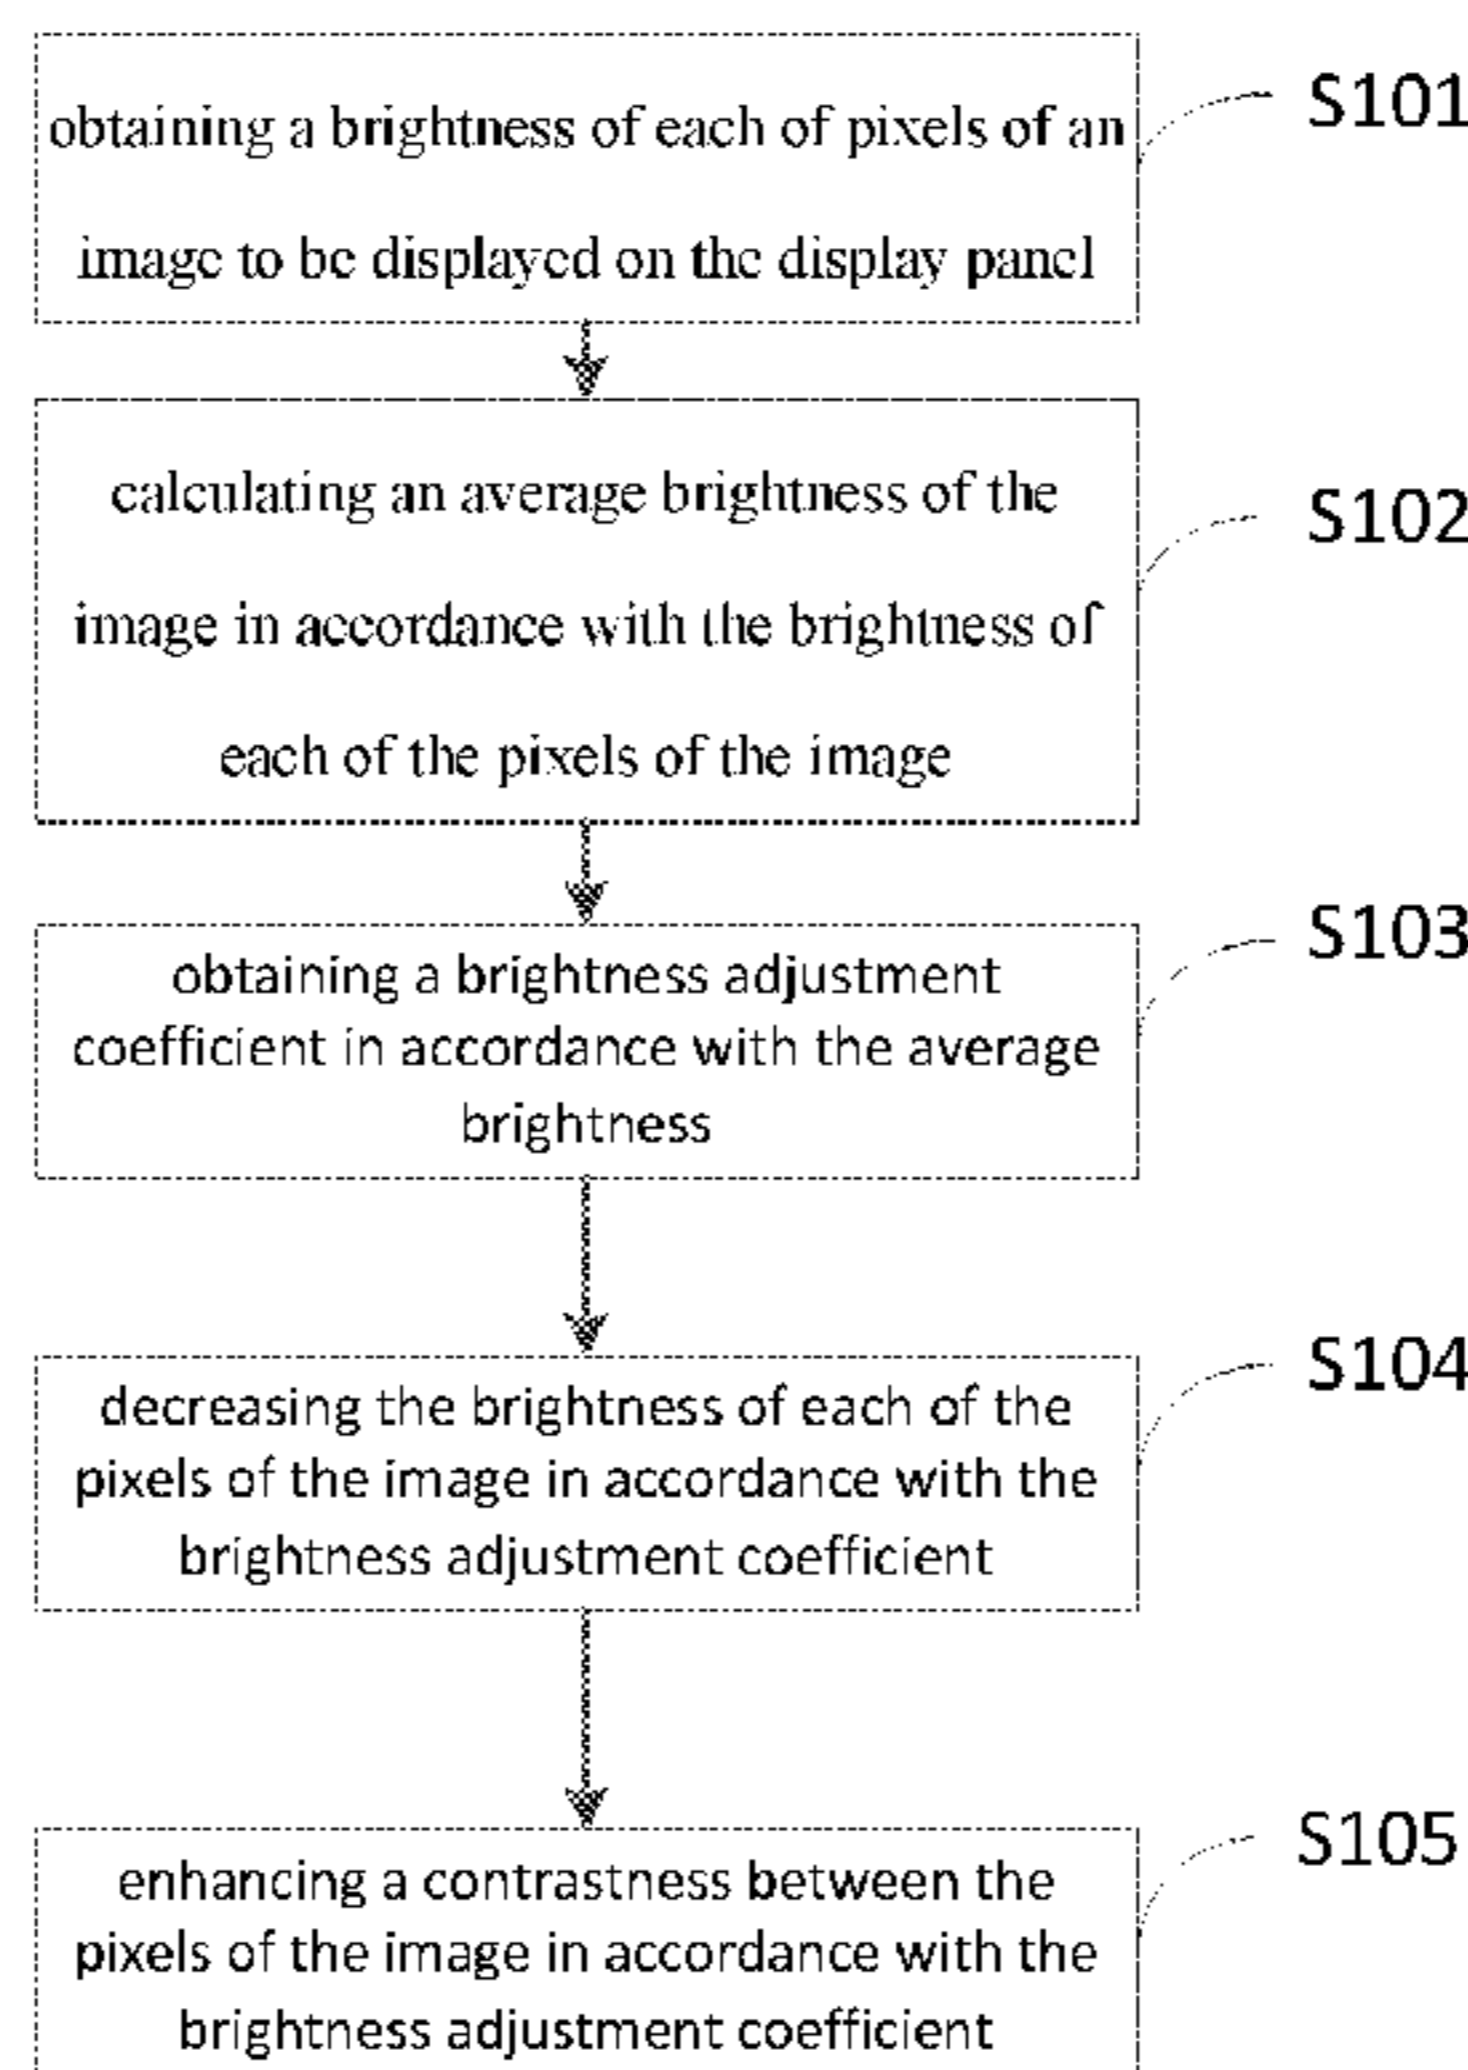 obtaining a brightness of each of pixels of an
image to be displayed on the display panel
S101
calculating an average brightness of the
image in accordance with the brightness of
each of the pixels of the image
S102
obtaining a brightness adjustment
coefficient in accordance with the average
brightness
S103
decreasing the brightness of each of the
pixels of the image in accordance with the
brightness adjustment coefficient
S104
enhancing a contrastness between the
pixels of the image in accordance with the
brightness adjustment coefficient
S105